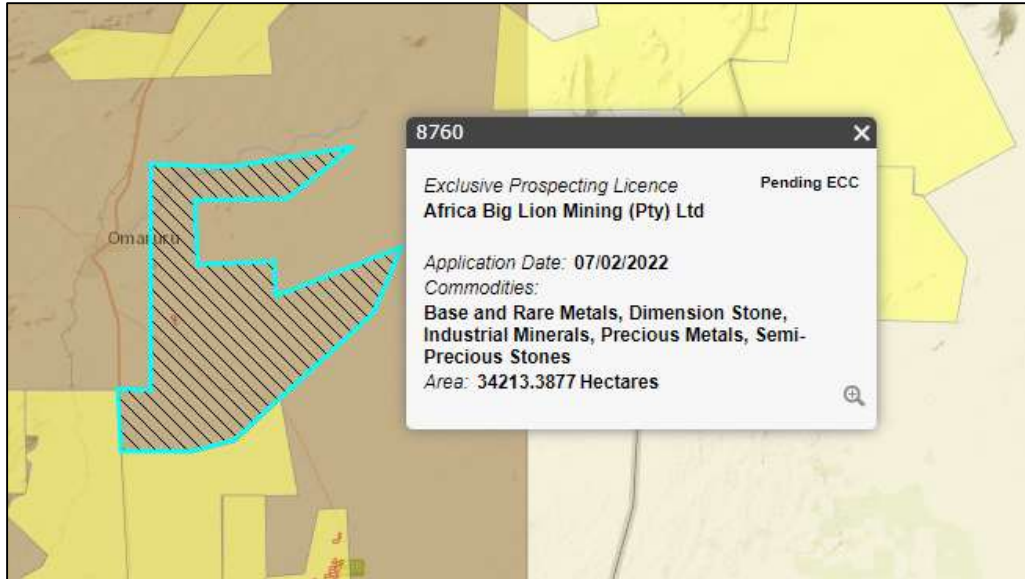 8760
Exclusive Prospecting Licence
Pending ECC
Africa Big Lion Mining (Pty) Ltd
Application Date: 07/02/2022
Commodities:
Base and Rare Metals, Dimension Stone,
Industrial Minerals, Precious Metals, Semi-
Precious Stones
Area: 34213.3877 Hectares
Omaruru